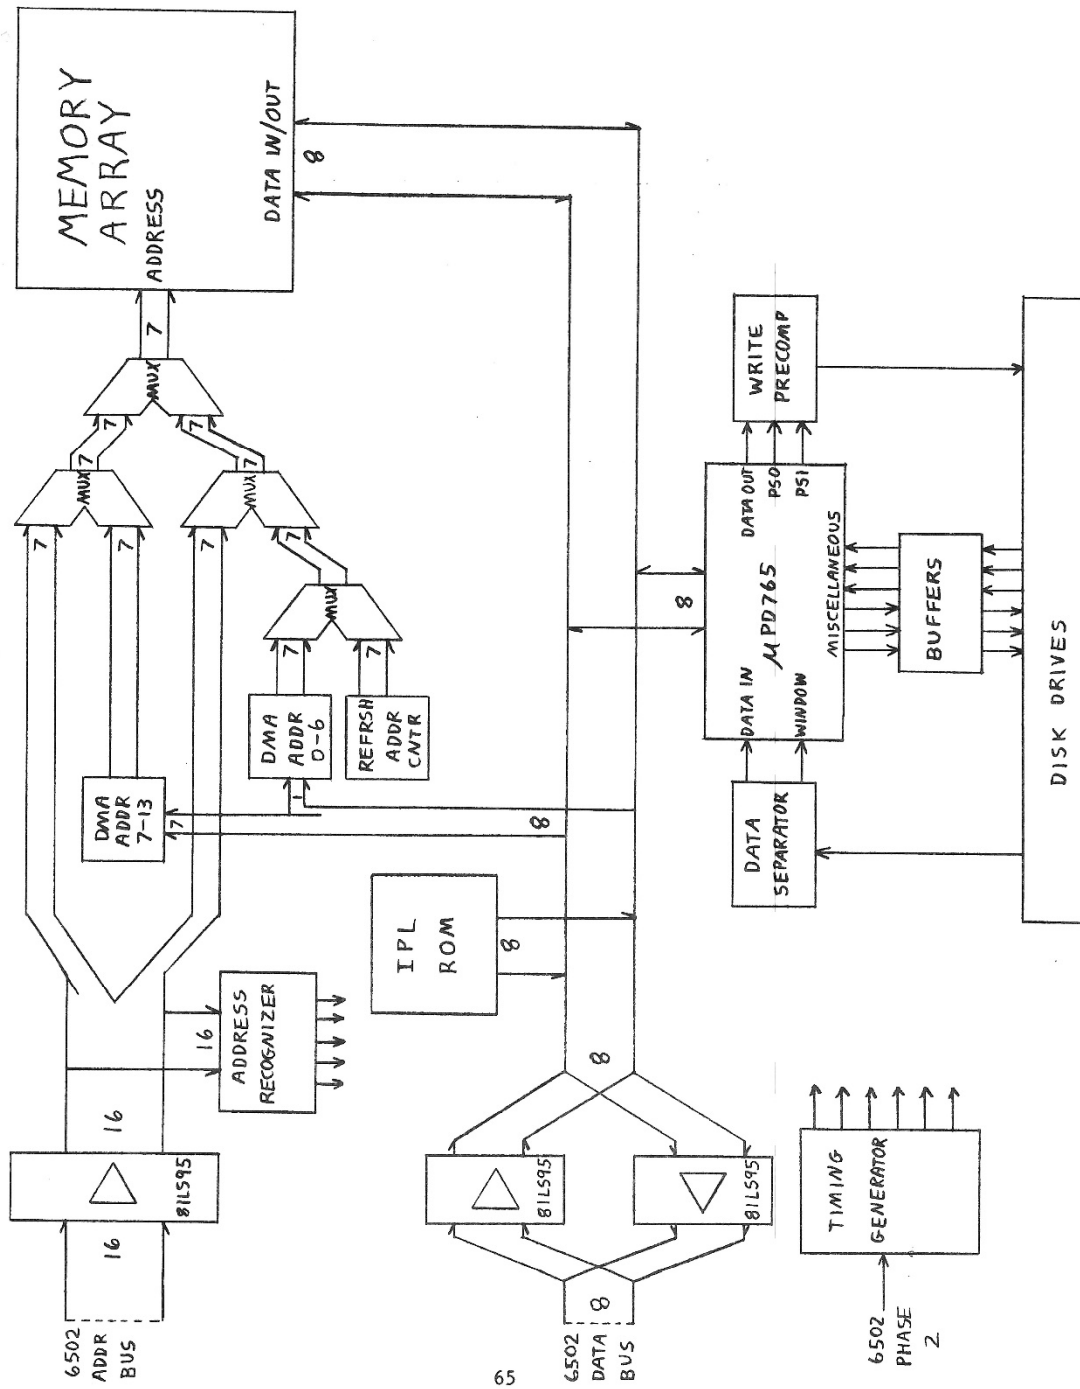 MEMORY
ARRAY
ADDRESS
DATA IN/OUT
8
7
MUX
7
7
7
7
MUX
MUX
7
7
7
7
MUX
7
7
DMA
ADDR
7-13
DMA
ADDR
0-6
REFRSH
ADDR
CNTR
7
1
8
16
16
81LS95
16
ADDRESS
RECOGNIZER
6502
ADDR
BUS
IPL
ROM
8
8
81LS95
81LS95
8
6502
DATA
BUS
8
WRITE
PRECOMP
DATA OUT
PS0
PS1
μPD765
MISCELLANEOUS
DATA IN
WINDOW
BUFFERS
DATA
SEPARATOR
DISK DRIVES
TIMING
GENERATOR
6502
PHASE
2
65